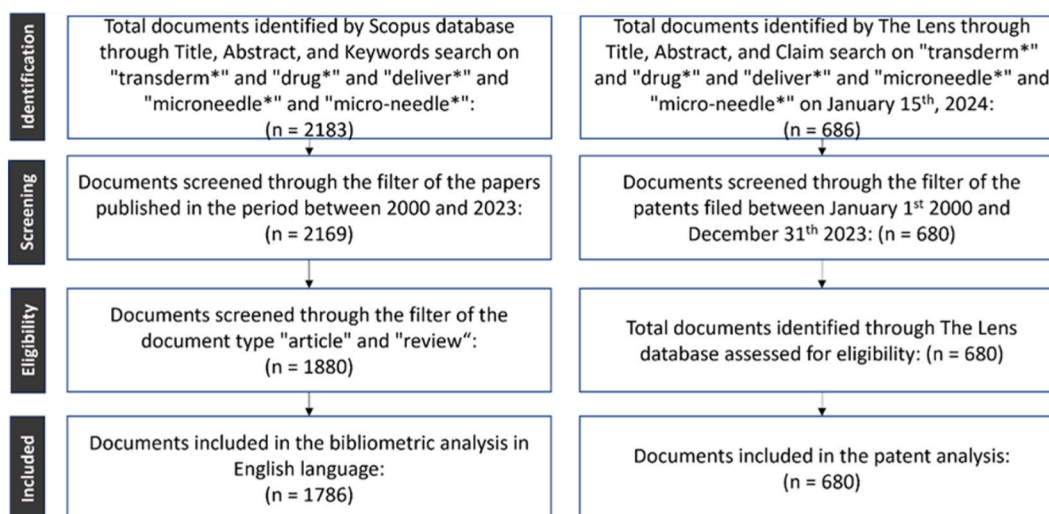 Identification
Total documents identified by Scopus database
through Title, Abstract, and Keywords search on
"transderm*" and "drug*" and "deliver*" and
"microneedle*" and "micro-needle*":
(n = 2183)
Total documents identified by The Lens through
Title, Abstract, and Claim search on "transderm*"
and "drug*" and "deliver*" and "microneedle*" and
"micro-needle*" on January 15th, 2024:
(n = 686)
Screening
Documents screened through the filter of the papers
published in the period between 2000 and 2023:
(n = 2169)
Documents screened through the filter of the
patents filed between January 1st 2000 and
December 31th 2023: (n = 680)
Eligibility
Documents screened through the filter of the
document type "article" and "review“:
(n = 1880)
Total documents identified through The Lens
database assessed for eligibility: (n = 680)
Included
Documents included in the bibliometric analysis in
English language:
(n = 1786)
Documents included in the patent analysis:
(n = 680)